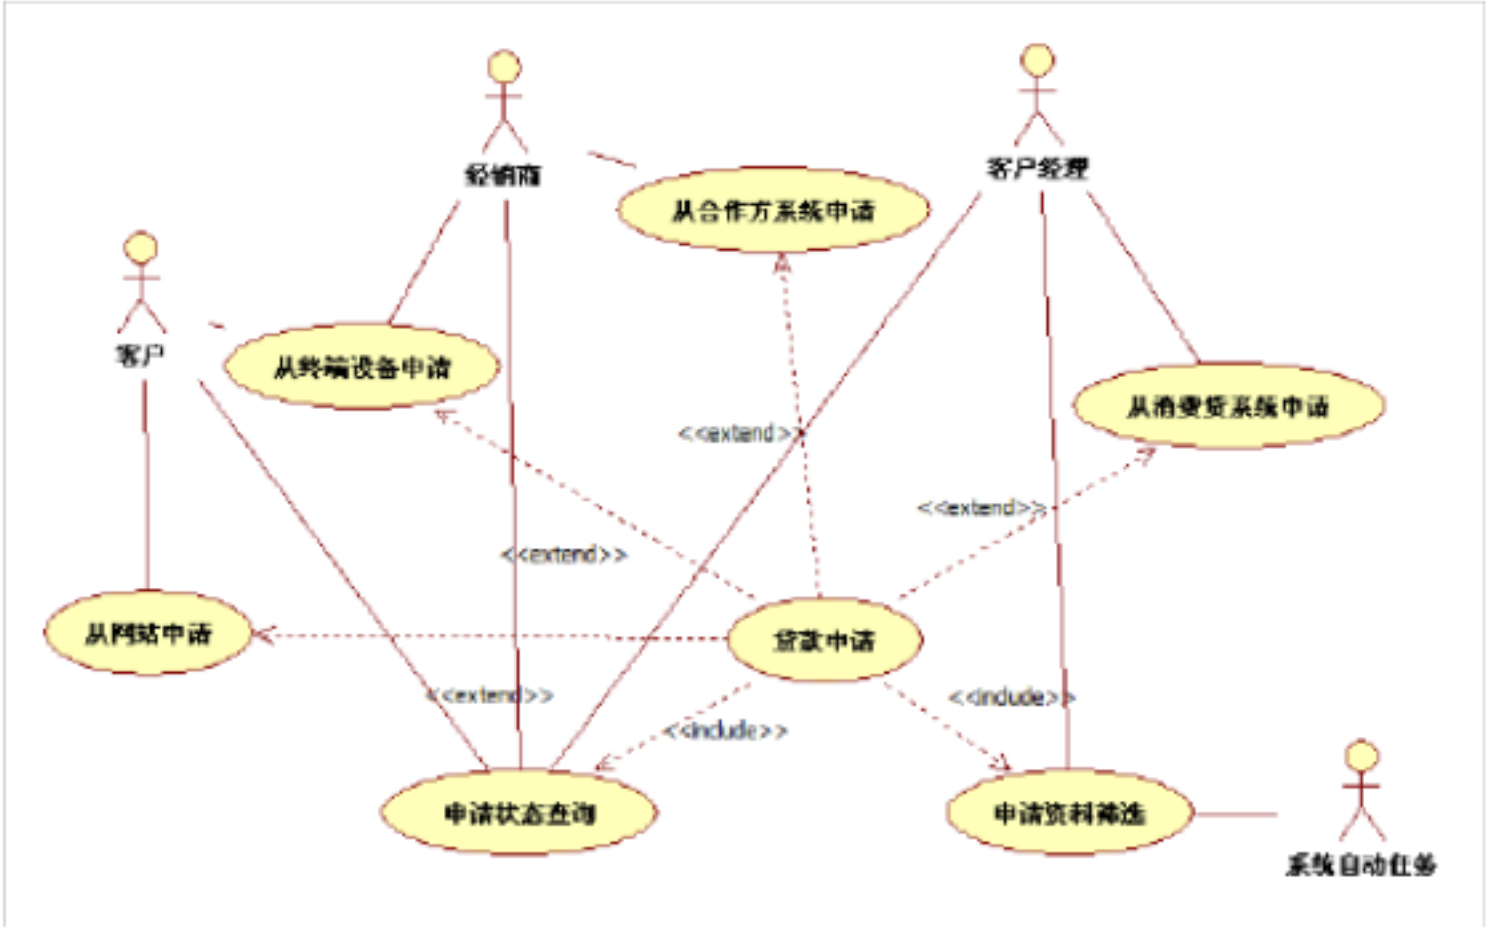 经销商
客户经理
从合作方系统申请
客户
从终端设备申请
从消费贷系统申请
<<extend>>
<<extend>>
<<extend>>
从网站申请
贷款申请
<<extend>>
<<include>>
<<include>>
申请状态查询
申请资料筛选
系统自动任务